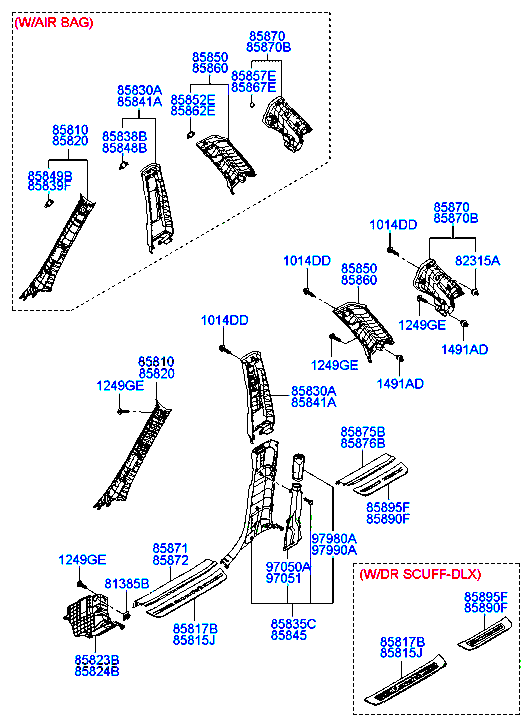 (W/AIR BAG)
85870
85870B
85850
85860
85857E
85867E
85830A
85841A
85852E
85862E
85810
85820
85838B
85848B
85849B
85839F
85870
85870B
1014DD
82315A
1014DD
85850
85860
1249GE
1014DD
1491AD
85810
85820
1249GE
1249GE
1491AD
85830A
85841A
85875B
85876B
85895F
85890F
97980A
97990A
85871
85872
1249GE
97050A
97051
81385B
(W/DR SCUFF-DLX)
85895F
85890F
85817B
85815J
85835C
85845
85817B
85815J
85823B
85824B